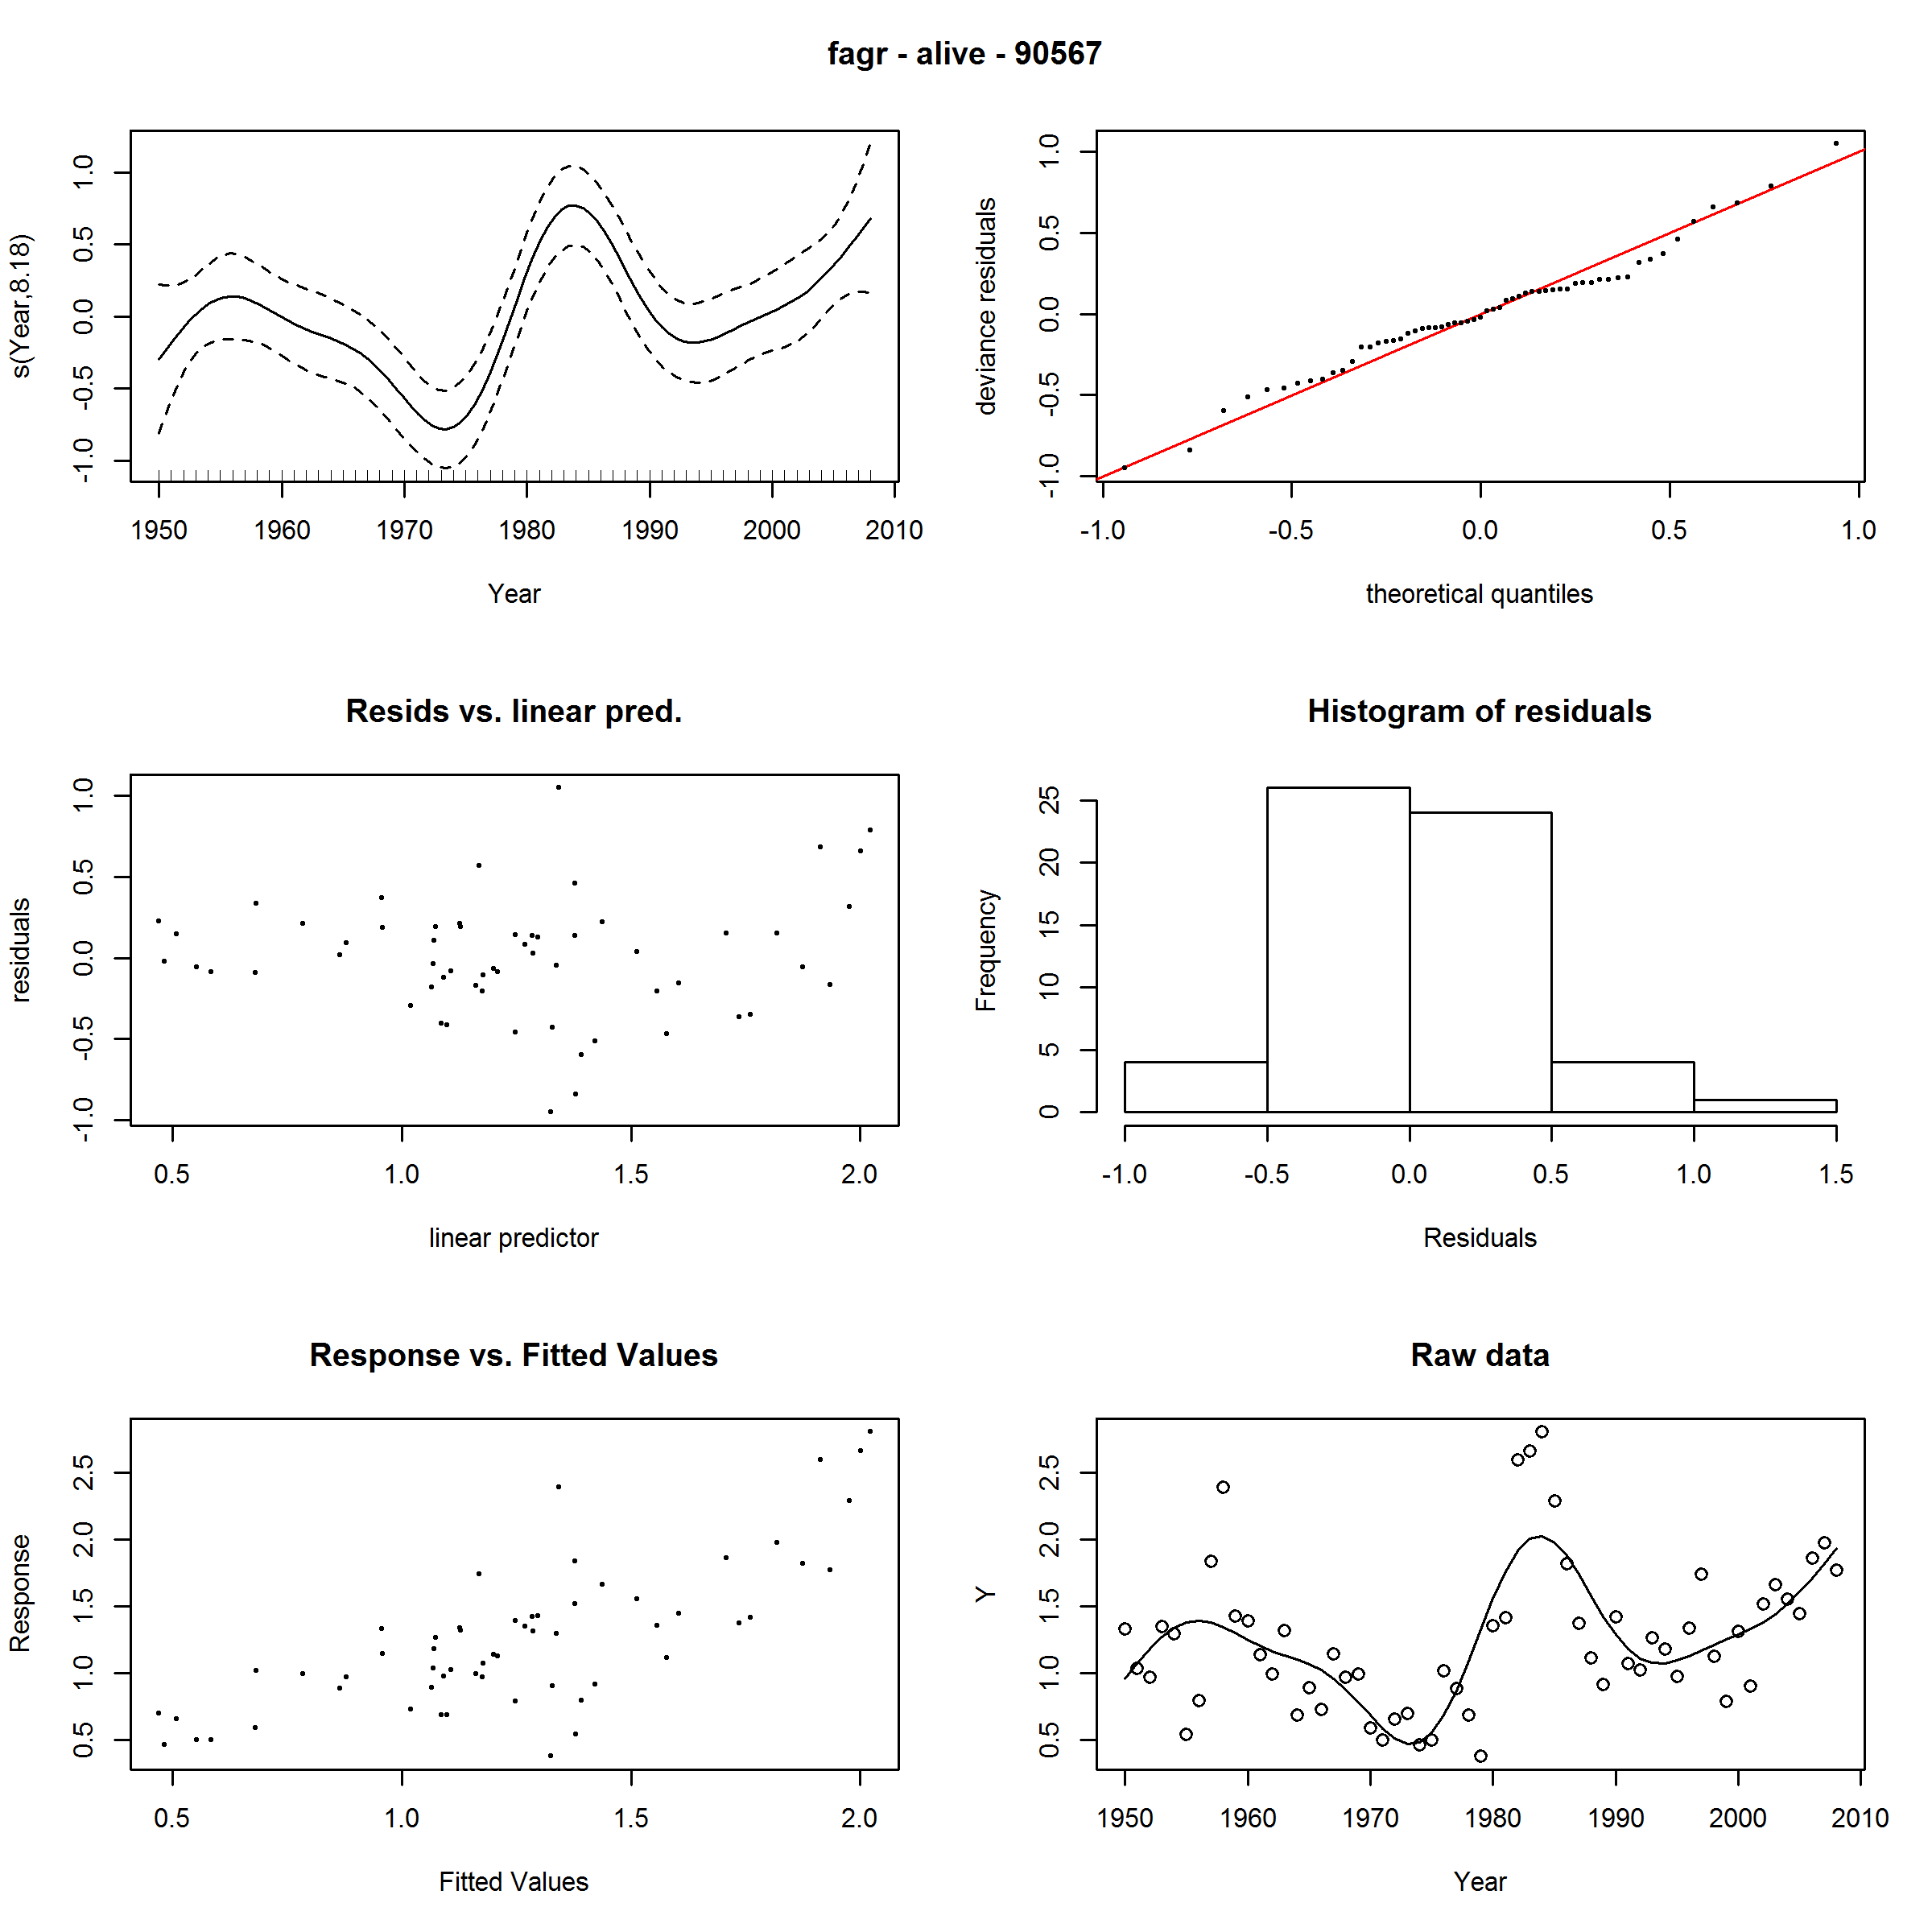 fagr - alive - 90567
s(Year,8.18)
-1.0 -0.5 0.0 0.5 1.0
1950 1960 1970 1980 1990 2000 2010
Year
deviance residuals
-1.0 -0.5 0.0 0.5 1.0
-1.0 -0.5 0.0 0.5 1.0
theoretical quantiles
Resids vs. linear pred.
residuals
-1.0 -0.5 0.0 0.5 1.0
0.5 1.0 1.5 2.0
linear predictor
Histogram of residuals
Frequency
0 5 10 15 20 25
-1.0 -0.5 0.0 0.5 1.0 1.5
Residuals
Response vs. Fitted Values
Response
0.5 1.0 1.5 2.0 2.5
0.5 1.0 1.5 2.0
Fitted Values
Raw data
Y
0.5 1.0 1.5 2.0 2.5
1950 1960 1970 1980 1990 2000 2010
Year